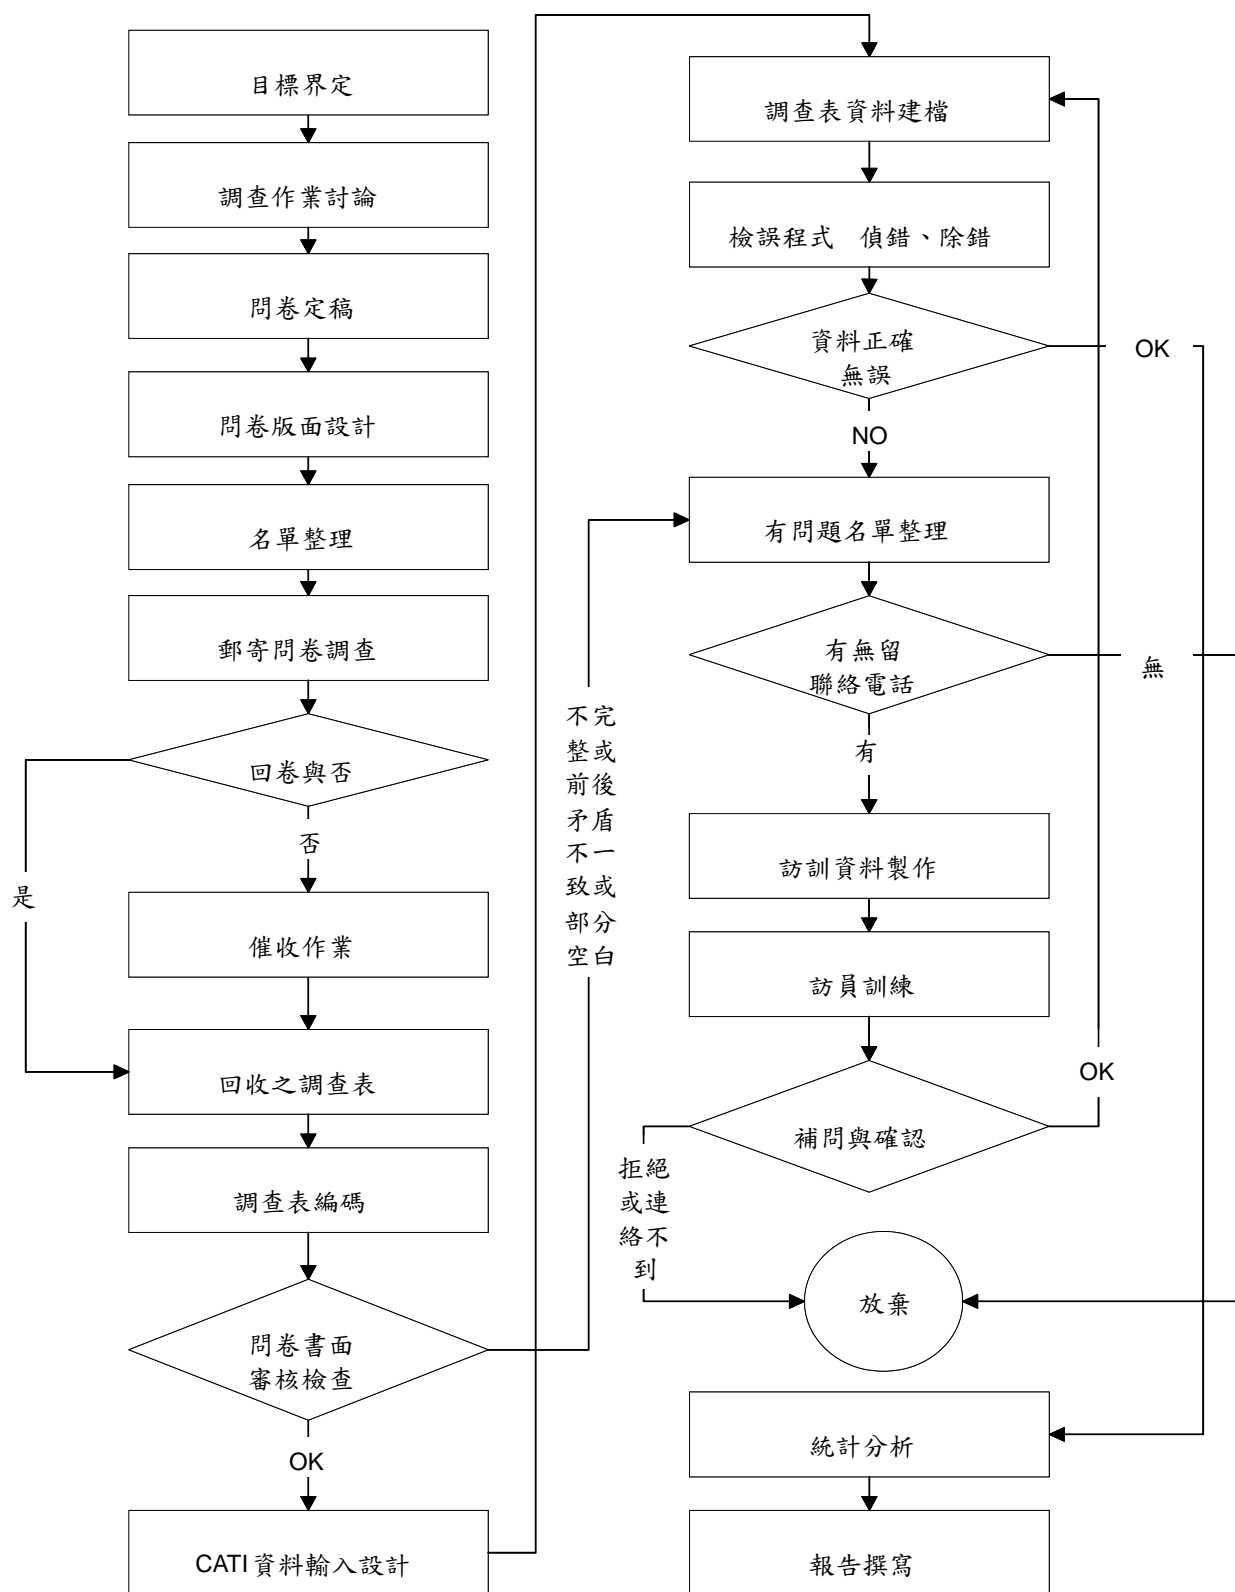 目標界定
調查作業討論
問卷定稿
問卷版面設計
名單整理
郵寄問卷調查
回卷與否
是
否
催收作業
回收之調查表
調查表編碼
問卷書面
審核檢查
OK
CATI 資料輸入設計
不完
整或
前後
矛盾
不一
致或
部分
空白
調查表資料建檔
檢誤程式 偵錯、除錯
資料正確
無誤
OK
NO
有問題名單整理
有無留
聯絡電話
無
有
訪訓資料製作
訪員訓練
補問與確認
OK
拒絕
或連
絡不
到
放棄
統計分析
報告撰寫